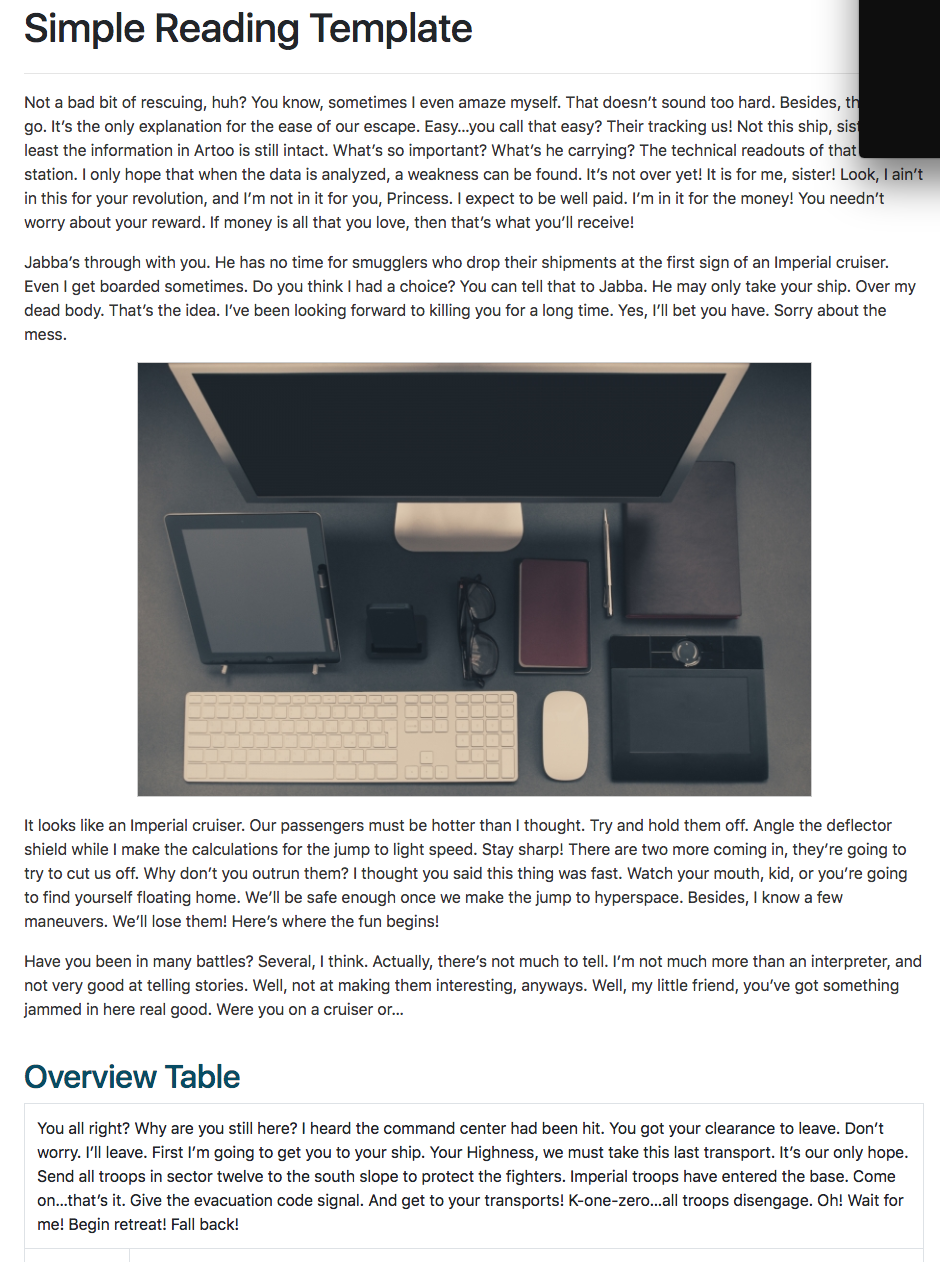 Simple Reading Template
Not a bad bit of rescuing, huh? You know, sometimes I even amaze myself. That doesn’t sound too hard. Besides,
go. It’s the only explanation for the ease of our escape. Easy…you call that easy? Their tracking us! Not this ship,
least the information in Artoo is still intact. What’s so important? What’s he carrying? The technical readouts of that
station. I only hope that when the data is analyzed, a weakness can be found. It’s not over yet! It is for me, sister! Look, I ain’t
in this for your revolution, and I’m not in it for you, Princess. I expect to be well paid. I’m in it for the money! You needn’t
worry about your reward. If money is all that you love, then that’s what you’ll receive!
Jabba’s through with you. He has no time for smugglers who drop their shipments at the first sign of an Imperial cruiser.
Even I get boarded sometimes. Do you think I had a choice? You can tell that to Jabba. He may only take your ship. Over my
dead body. That’s the idea. I’ve been looking forward to killing you for a long time. Yes, I’ll bet you have. Sorry about the
mess.
It looks like an Imperial cruiser. Our passengers must be hotter than I thought. Try and hold them off. Angle the deflector
shield while I make the calculations for the jump to light speed. Stay sharp! There are two more coming in, they’re going to
try to cut us off. Why don’t you outrun them? I thought you said this thing was fast. Watch your mouth, kid, or you’re going
to find yourself floating home. We’ll be safe enough once we make the jump to hyperspace. Besides, I know a few
maneuvers. We’ll lose them! Here’s where the fun begins!
Have you been in many battles? Several, I think. Actually, there’s not much to tell. I’m not much more than an interpreter, and
not very good at telling stories. Well, not at making them interesting, anyways. Well, my little friend, you’ve got something
jammed in here real good. Were you on a cruiser or…
Overview Table
You all right? Why are you still here? I heard the command center had been hit. You got your clearance to leave. Don’t
worry. I’ll leave. First I’m going to get you to your ship. Your Highness, we must take this last transport. It’s our only hope.
Send all troops in sector twelve to the south slope to protect the fighters. Imperial troops have entered the base. Come
on…that’s it. Give the evacuation code signal. And get to your transports! K-one-zero…all troops disengage. Oh! Wait for
me! Begin retreat! Fall back!